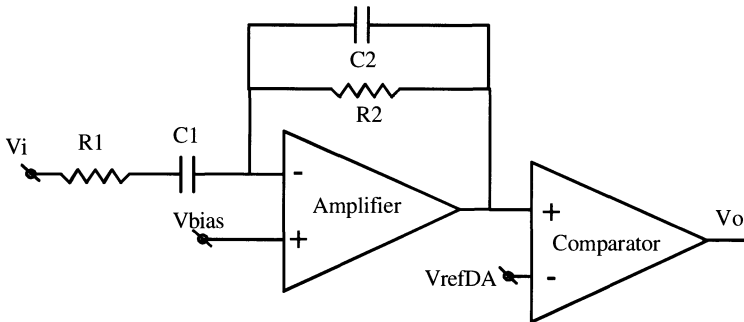 C2
R2
R1
C1
Vi
-
Amplifier
Vbias
+
+
Vo
Comparator
VrefDA
-